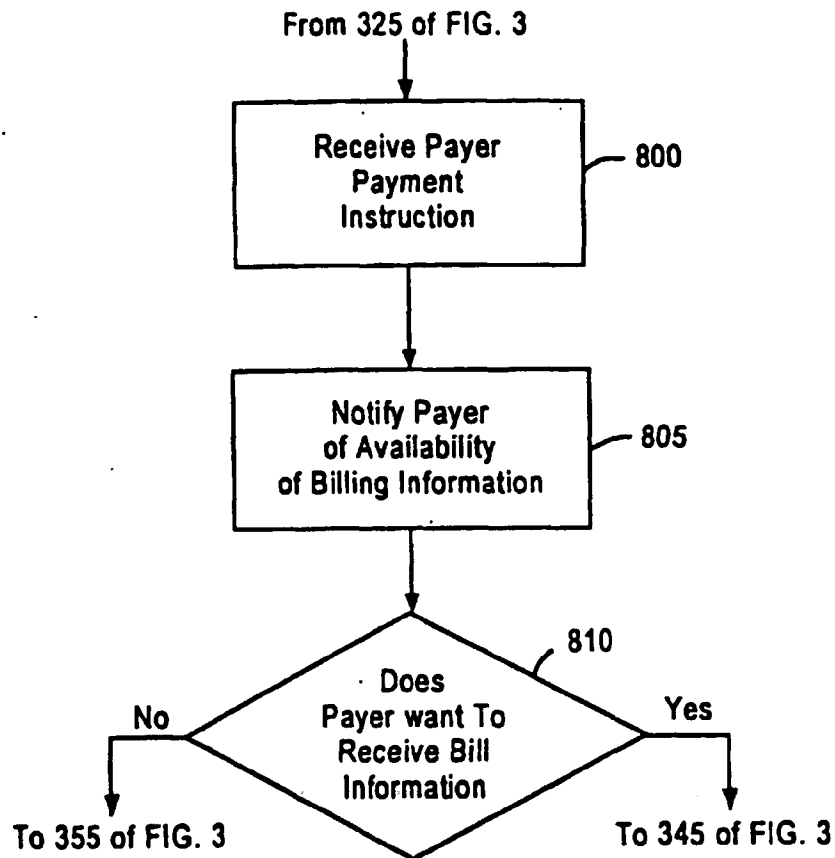 From 325 of FIG. 3
Receive Payer
Payment
Instruction
800
Notify Payer
of Availability
of Billing Information
805
810
Does
Payer want To
Receive Bill
Information
No
Yes
To 355 of FIG. 3
To 345 of FIG. 3